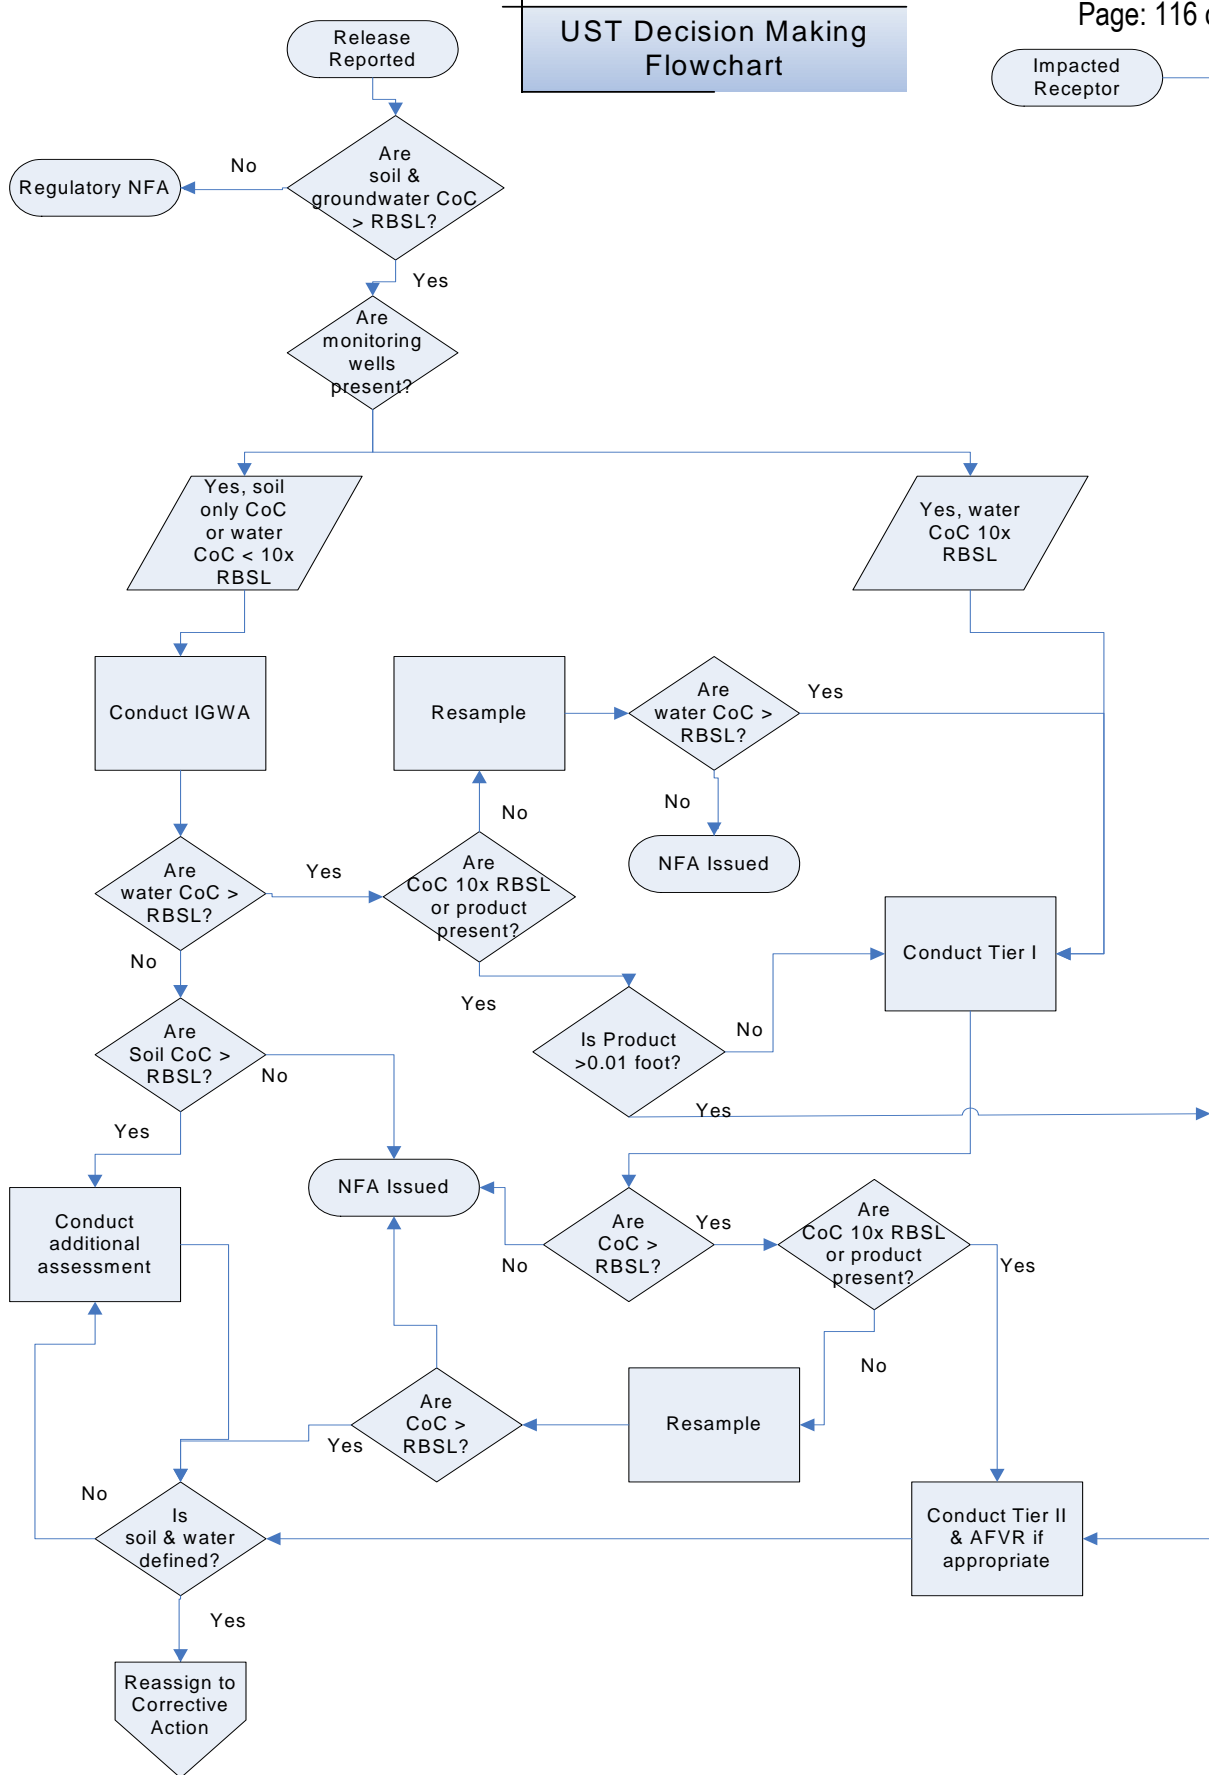 Page: 116
UST Decision Making
Flowchart
Release
Reported
Impacted
Receptor
Are
soil &
groundwater CoC
> RBSL?
No
Regulatory NFA
Yes
Are
monitoring
wells
present?
Yes, soil
only CoC
or water
CoC < 10x
RBSL
Yes, water
CoC 10x
RBSL
Conduct IGWA
Resample
Are
water CoC >
RBSL?
Yes
No
NFA Issued
Are
water CoC >
RBSL?
Yes
No
Are
CoC 10x RBSL
or product
present?
No
Yes
Conduct Tier I
Are
Soil CoC >
RBSL?
No
Yes
Is Product
>0.01 foot?
No
Yes
NFA Issued
Conduct
additional
assessment
Are
CoC >
RBSL?
No
Yes
Are
CoC 10x RBSL
or product
present?
Yes
No
Are
CoC >
RBSL?
Yes
Resample
Is
soil & water
defined?
No
Yes
Conduct Tier II
& AFVR if
appropriate
Reassign to
Corrective
Action